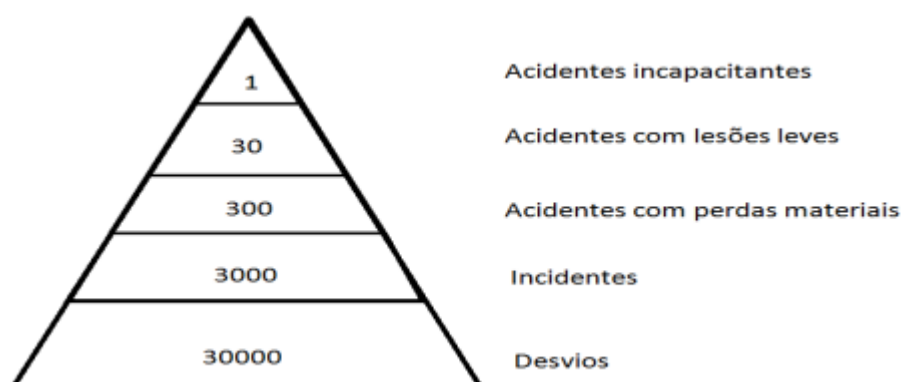 1 Acidentes incapacitantes
30 Acidentes com lesões leves
300 Acidentes com perdas materiais
3000 Incidentes
30000 Desvios